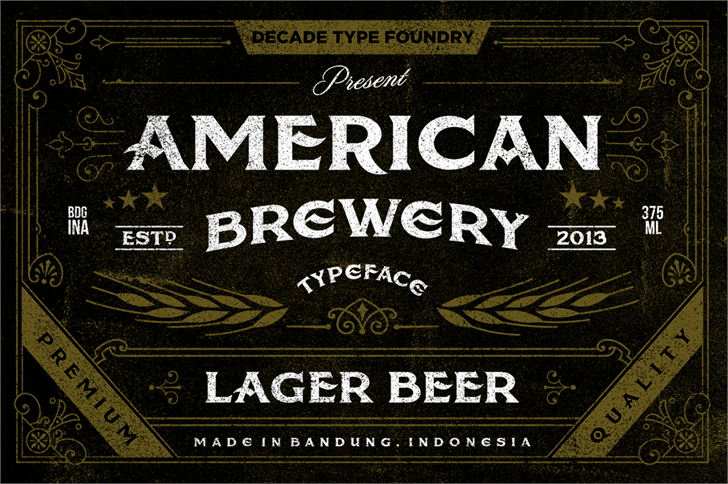 DECADE TYPE FOUNDRY
Present
AMERICAN
BREWERY
TYPEFACE
BDG
INA
ESTD
2013
375
ML
PREMIUM
QUALITY
LAGER BEER
MADE IN BANDUNG, INDONESIA